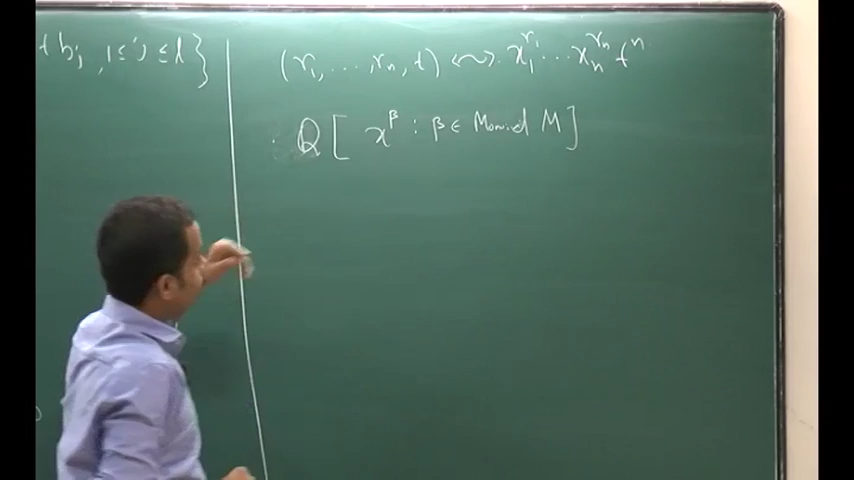 t b_j, 1 ≤ j ≤ l }
(r_1, ..., r_n, t) ↭ x_1^{r_1} ... x_n^{r_n} t^n
Q [ x^β : β ∈ Monoid M ]